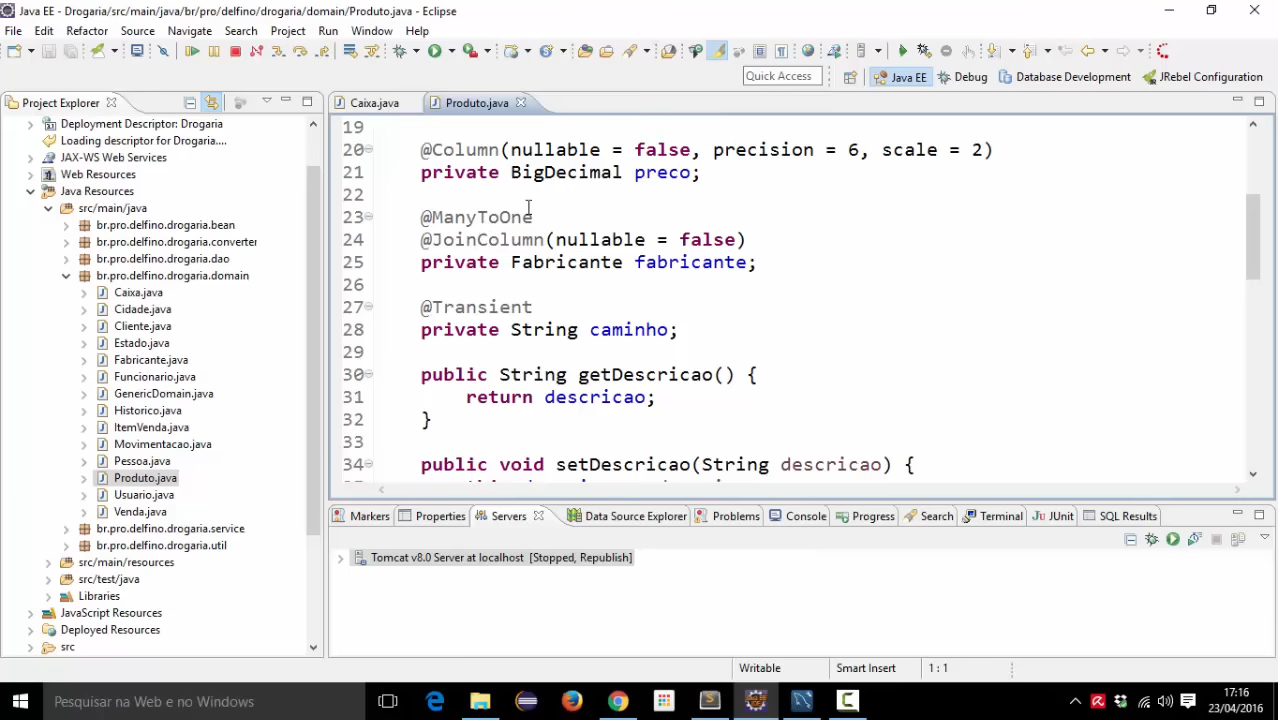 Java EE - Drogaria/src/main/java/br/pro/delfino/drogaria/domain/Produto.java - Eclipse
File Edit Refactor Source Navigate Search Project Run Window Help
Quick Access Java EE Debug Database Development JRebel Configuration
Project Explorer
Deployment Descriptor: Drogaria
Loading descriptor for Drogaria....
JAX-WS Web Services
Web Resources
Java Resources
src/main/java
br.pro.delfino.drogaria.bean
br.pro.delfino.drogaria.converter
br.pro.delfino.drogaria.dao
br.pro.delfino.drogaria.domain
Caixa.java
Cidade.java
Cliente.java
Estado.java
Fabricante.java
Funcionario.java
GenericDomain.java
Historico.java
ItemVenda.java
Movimentacao.java
Pessoa.java
Produto.java
Usuario.java
Venda.java
br.pro.delfino.drogaria.service
br.pro.delfino.drogaria.util
src/main/resources
src/test/java
Libraries
JavaScript Resources
Deployed Resources
src
Caixa.java Produto.java
19
20 @Column(nullable = false, precision = 6, scale = 2)
21 private BigDecimal preco;
22
23 @ManyToOne
24 @JoinColumn(nullable = false)
25 private Fabricante fabricante;
26
27 @Transient
28 private String caminho;
29
30 public String getDescricao() {
31 return descricao;
32 }
33
34 public void setDescricao(String descricao) {
Markers Properties Servers Data Source Explorer Problems Console Progress Search Terminal JUnit SQL Results
Tomcat v8.0 Server at localhost [Stopped, Republish]
Writable Smart Insert 1 : 1
Pesquisar na Web e no Windows
17:16
23/04/2016